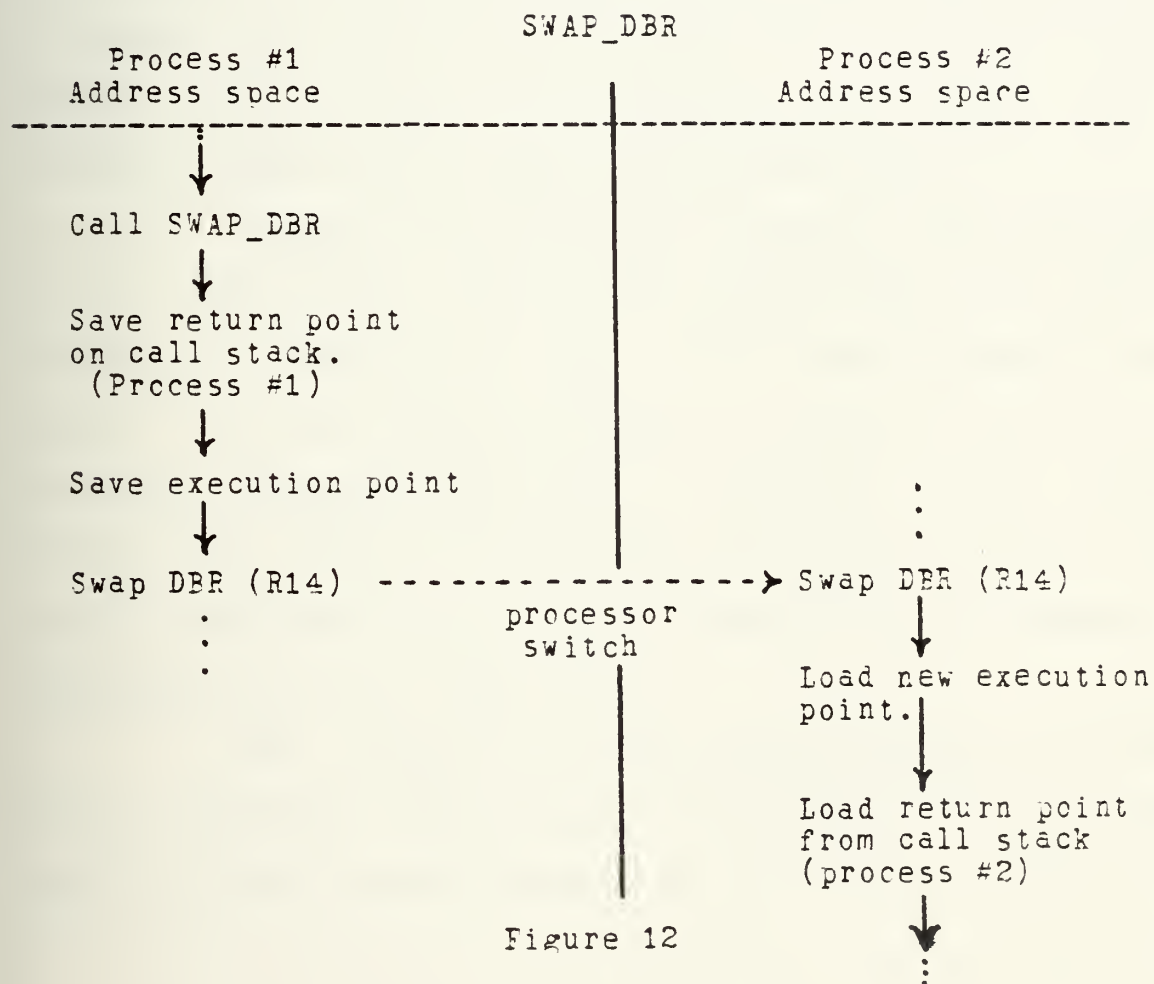 SWAP_DBR
Process #1
Address space
Process #2
Address space
Call SWAP_DBR
Save return point
on call stack.
(Prccess #1)
Save execution point
Swap DBR (R14)
processor
switch
Swap DBR (R14)
Load new execution
point.
Load return point
from call stack
(process #2)
Figure 12